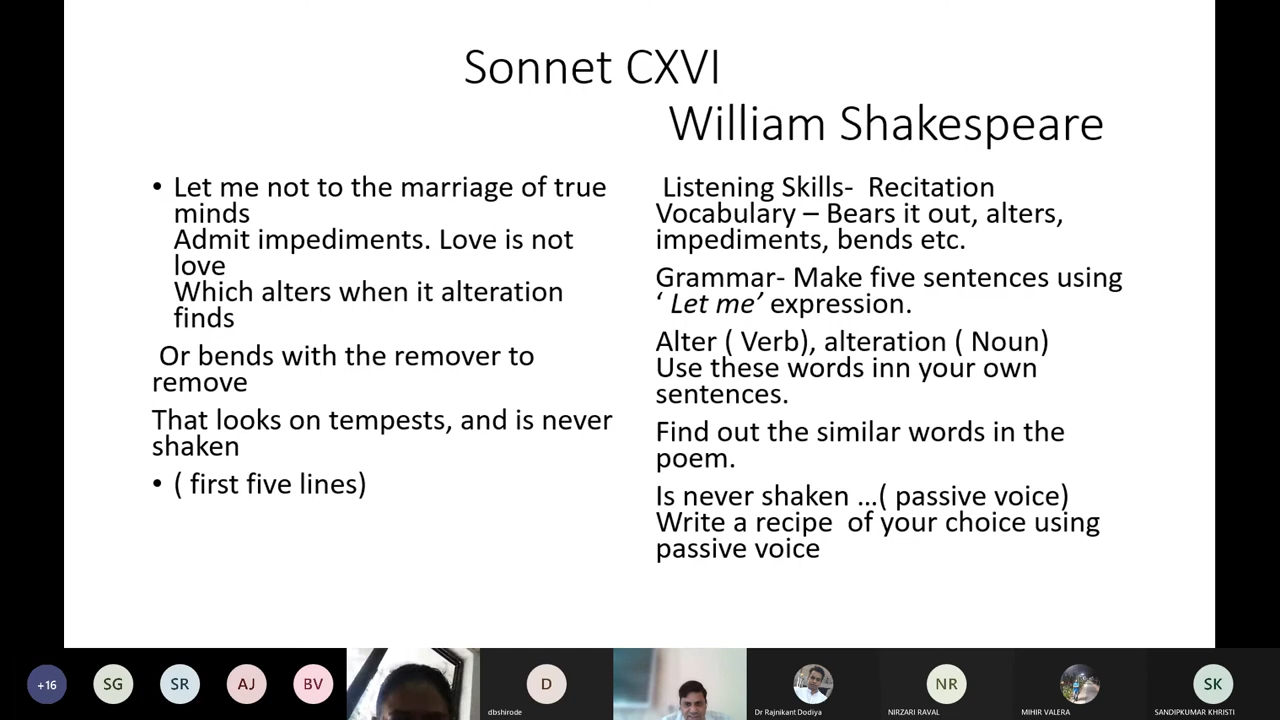 Sonnet CXVI
William Shakespeare
• Let me not to the marriage of true
minds
Admit impediments. Love is not
love
Which alters when it alteration
finds
Or bends with the remover to
remove
That looks on tempests, and is never
shaken
• ( first five lines)
Listening Skills-  Recitation
Vocabulary – Bears it out, alters,
impediments, bends etc.
Grammar- Make five sentences using
‘ Let me’ expression.
Alter ( Verb), alteration ( Noun)
Use these words inn your own
sentences.
Find out the similar words in the
poem.
Is never shaken …( passive voice)
Write a recipe  of your choice using
passive voice
+16
SG
SR
AJ
BV
D
dbshirode
Dr Rajnikant Dodiya
NR
NIRZARI RAVAL
MIHIR VALERA
SK
SANDIPKUMAR KHRISTI